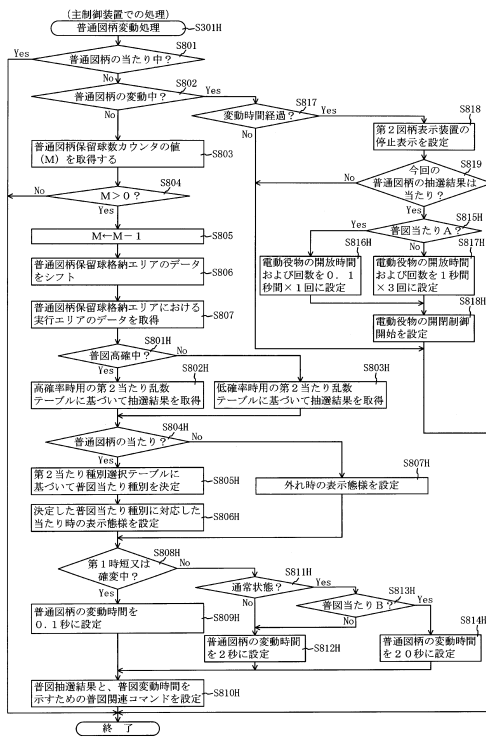 (主制御装置での処理)
普通図柄変動処理
S301H
普通図柄の当たり中？
S801
Yes
No
普通図柄の変動中？
S802
Yes
No
普通図柄保留球数カウンタの値
（M）を取得する
S803
M＞0？
S804
No
Yes
M←M－1
S805
普通図柄保留球格納エリアのデータ
をシフト
S806
普通図柄保留球格納エリアにおける
実行エリアのデータを取得
S807
普図高確中？
S801H
No
Yes
高確率時用の第2当たり乱数
テーブルに基づいて抽選結果を取得
S802H
低確率時用の第2当たり乱数
テーブルに基づいて抽選結果を取得
S803H
普通図柄の当たり？
S804H
No
Yes
第2当たり種別選択テーブルに
基づいて普図当たり種別を決定
S805H
決定した普図当たり種別に対応した
当たり時の表示態様を設定
S806H
外れ時の表示態様を設定
S807H
第1時短又は
確変中？
S808H
No
Yes
普通図柄の変動時間を
0.1秒に設定
S809H
通常状態？
S811H
Yes
No
普図当たりB？
S813H
Yes
No
普通図柄の変動時間
を2秒に設定
S812H
普通図柄の変動時間
を20秒に設定
S814H
普図抽選結果と、普図変動時間を
示すための普図関連コマンドを設定
S810H
終 了
変動時間経過？
S817
Yes
No
第2図柄表示装置の
停止表示を設定
S818
今回の
普通図柄の抽選結果は
当たり？
S819
No
Yes
普図当たりA？
S815H
Yes
No
電動役物の開放時間
および回数を0.1
秒間×1回に設定
S816H
電動役物の開放時間
および回数を1秒間
×3回に設定
S817H
電動役物の開閉制御
開始を設定
S818H